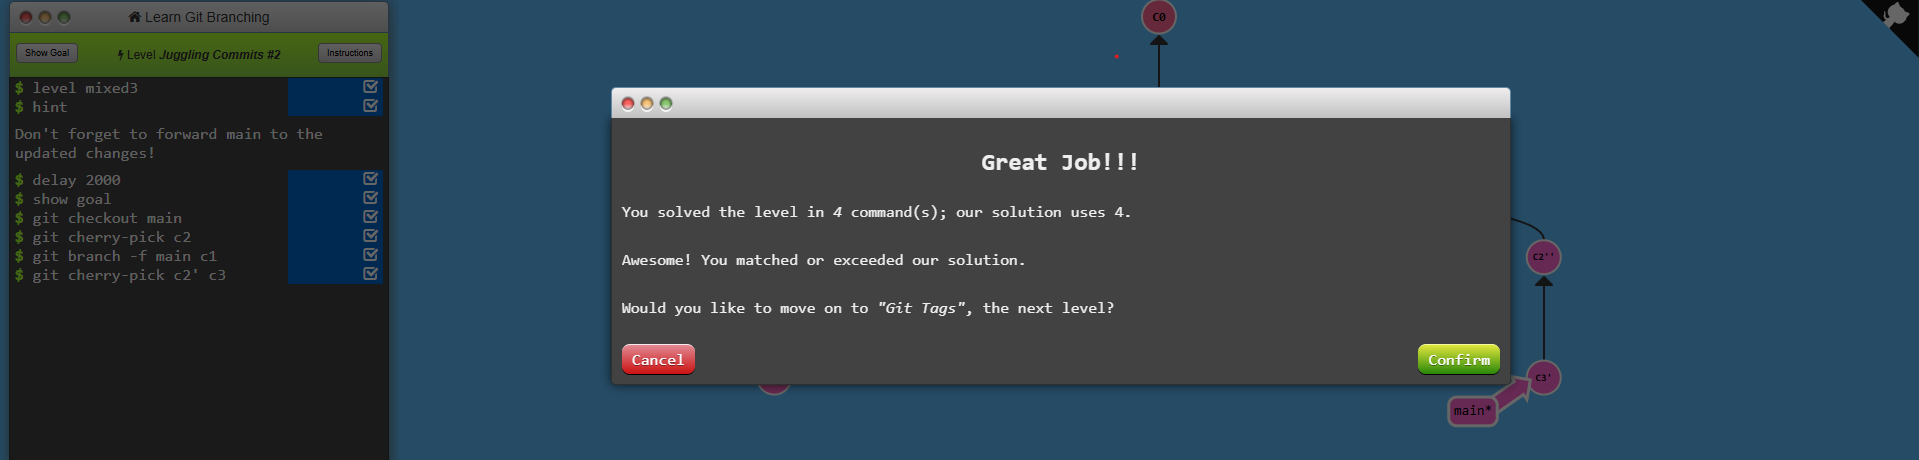 Learn Git Branching
Show Goal
Level Juggling Commits #2
Instructions
$ level mixed3
$ hint
Don't forget to forward main to the
updated changes!
$ delay 2000
$ show goal
$ git checkout main
$ git cherry-pick c2
$ git branch -f main c1
$ git cherry-pick c2' c3
C0
Great Job!!!
You solved the level in 4 command(s); our solution uses 4.
Awesome! You matched or exceeded our solution.
Would you like to move on to "Git Tags", the next level?
Cancel
Confirm
C2''
C3'
main*